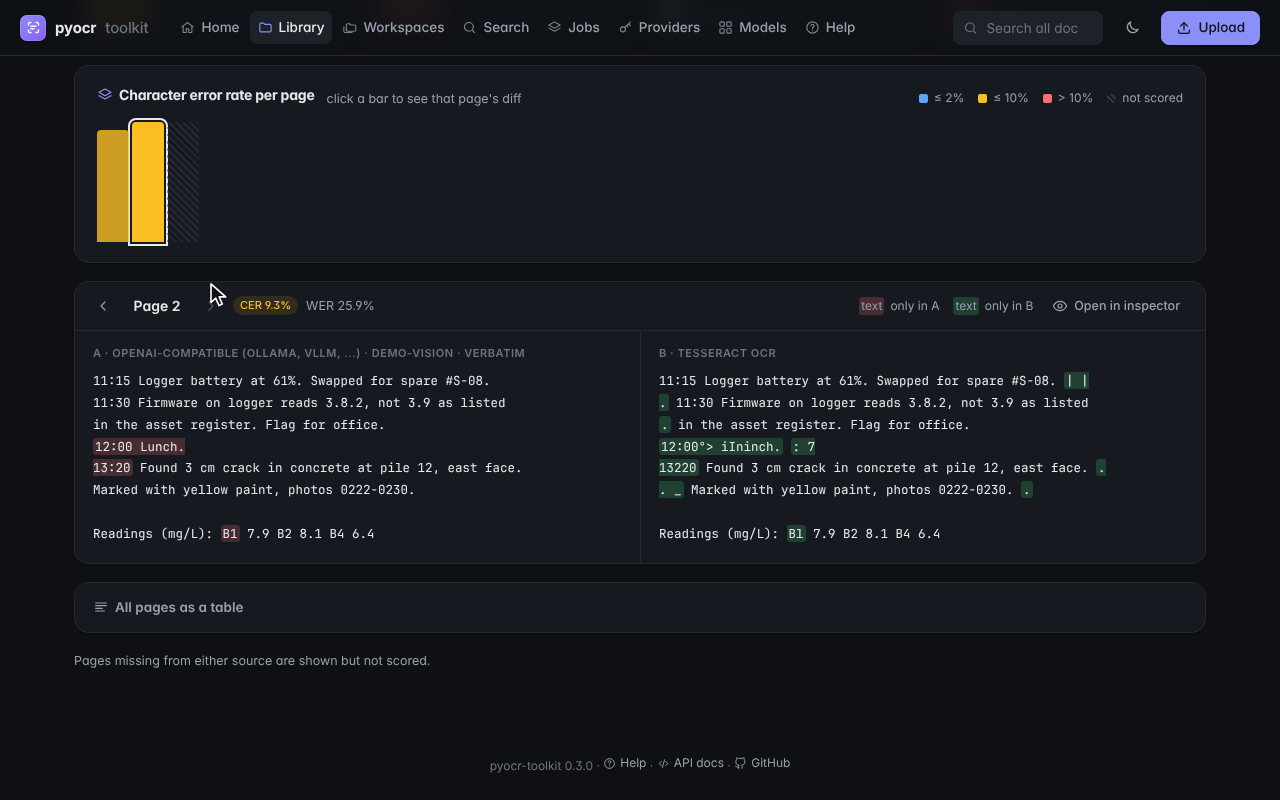 pyocr toolkit Home Library Workspaces Search Jobs Providers Models Help Search all doc Upload
Character error rate per page click a bar to see that page's diff ≤ 2% ≤ 10% > 10% not scored
Page 2 CER 9.3% WER 25.9% text only in A text only in B Open in inspector
A · OPENAI-COMPATIBLE (OLLAMA, VLLM, ...) · DEMO-VISION · VERBATIM
11:15 Logger battery at 61%. Swapped for spare #S-08.
11:30 Firmware on logger reads 3.8.2, not 3.9 as listed
in the asset register. Flag for office.
12:00 Lunch.
13:20 Found 3 cm crack in concrete at pile 12, east face.
Marked with yellow paint, photos 0222-0230.
Readings (mg/L): B1 7.9 B2 8.1 B4 6.4
B · TESSERACT OCR
11:15 Logger battery at 61%. Swapped for spare #S-08. | |
. 11:30 Firmware on logger reads 3.8.2, not 3.9 as listed
. in the asset register. Flag for office.
12:00°> iIninch. : 7
13220 Found 3 cm crack in concrete at pile 12, east face. .
. _ Marked with yellow paint, photos 0222-0230. .
Readings (mg/L): Bl 7.9 B2 8.1 B4 6.4
All pages as a table
Pages missing from either source are shown but not scored.
pyocr-toolkit 0.3.0 · Help · API docs · GitHub